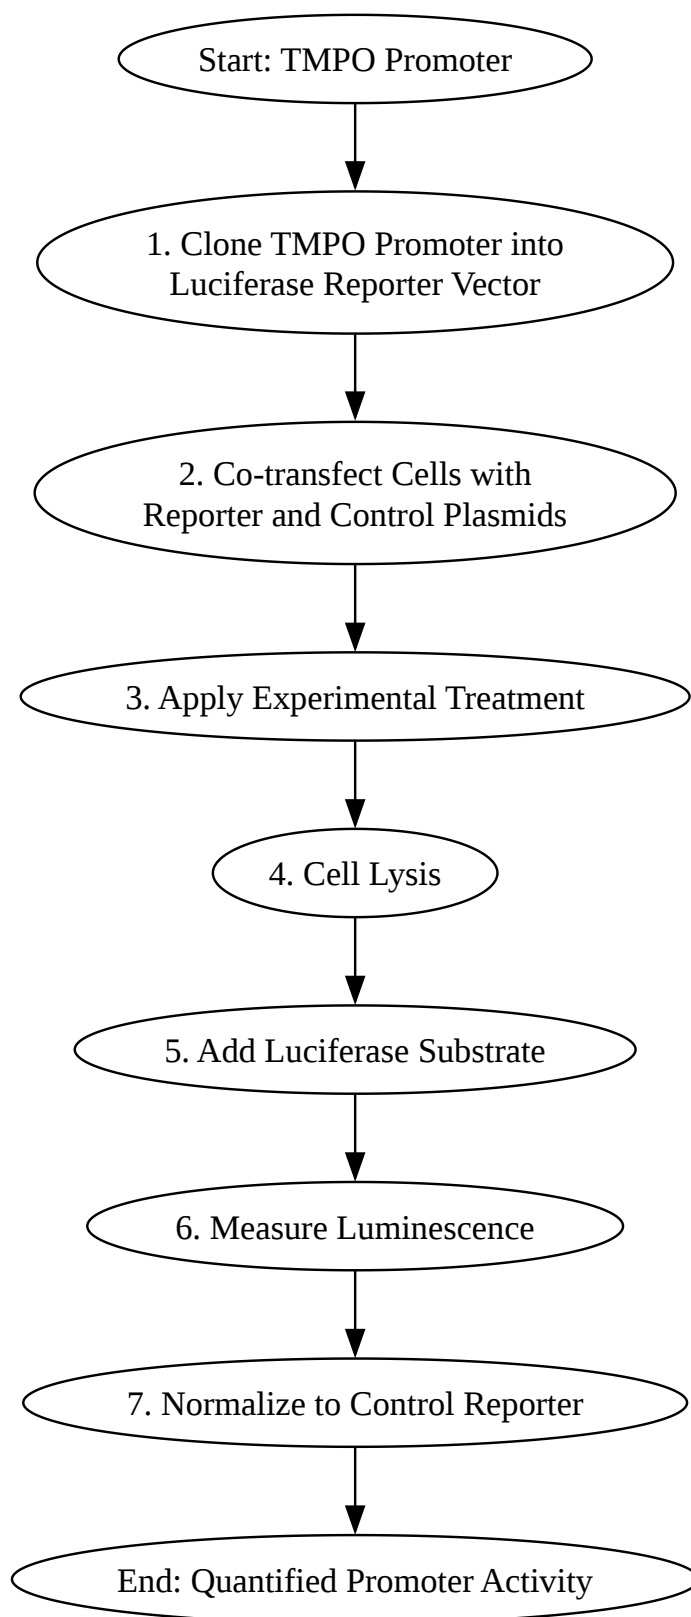 Start: TMPO Promoter
1. Clone TMPO Promoter into
Luciferase Reporter Vector
2. Co-transfect Cells with
Reporter and Control Plasmids
3. Apply Experimental Treatment
4. Cell Lysis
5. Add Luciferase Substrate
6. Measure Luminescence
7. Normalize to Control Reporter
End: Quantified Promoter Activity